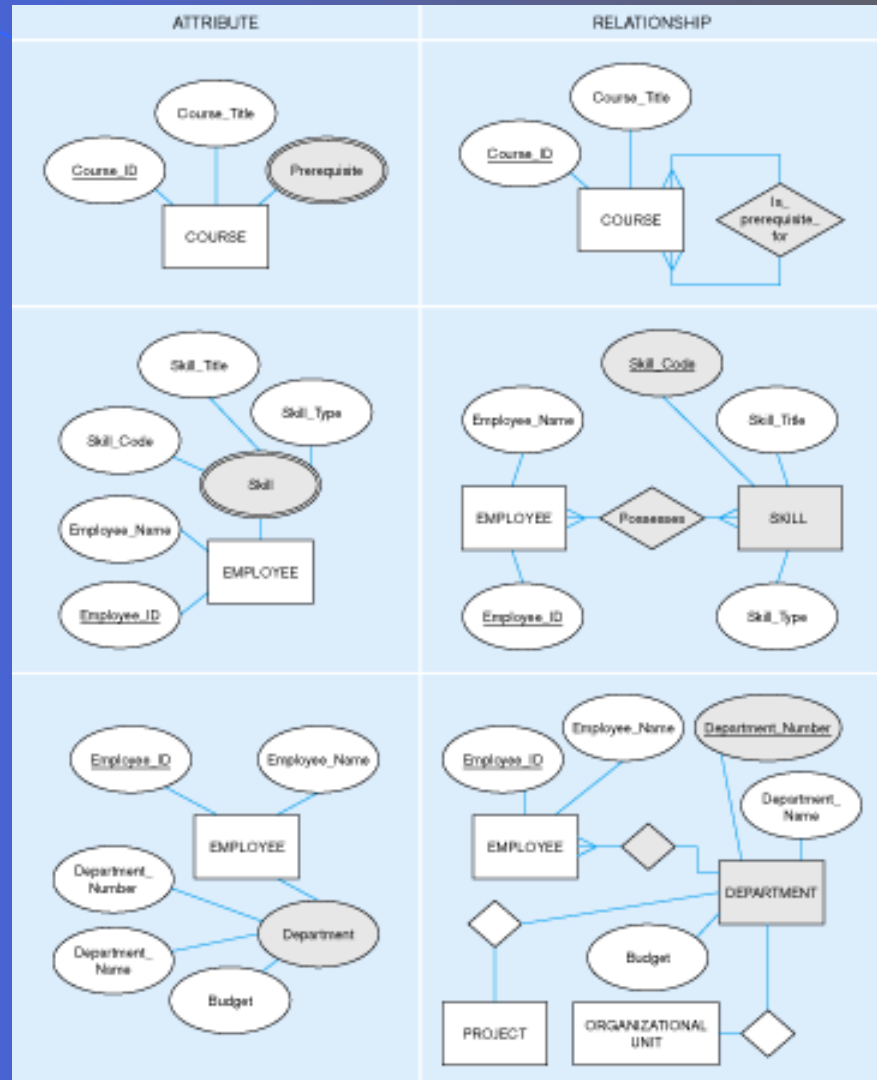 ATTRIBUTE
RELATIONSHIP
Course_Title
Course_ID
Prerequisite
COURSE
Course_Title
Course_ID
COURSE
Is_
prerequisite_
for
Skill_Title
Skill_Type
Skill_Code
Skill
Employee_Name
EMPLOYEE
Employee_ID
Skill_Code
Employee_Name
Skill_Title
EMPLOYEE
Possesses
SKILL
Employee_ID
Skill_Type
Employee_ID
Employee_Name
EMPLOYEE
Department_
Number
Department
Department_
Name
Budget
Employee_Name
Department_Number
Employee_ID
Department_
Name
EMPLOYEE
DEPARTMENT
Budget
PROJECT
ORGANIZATIONAL
UNIT